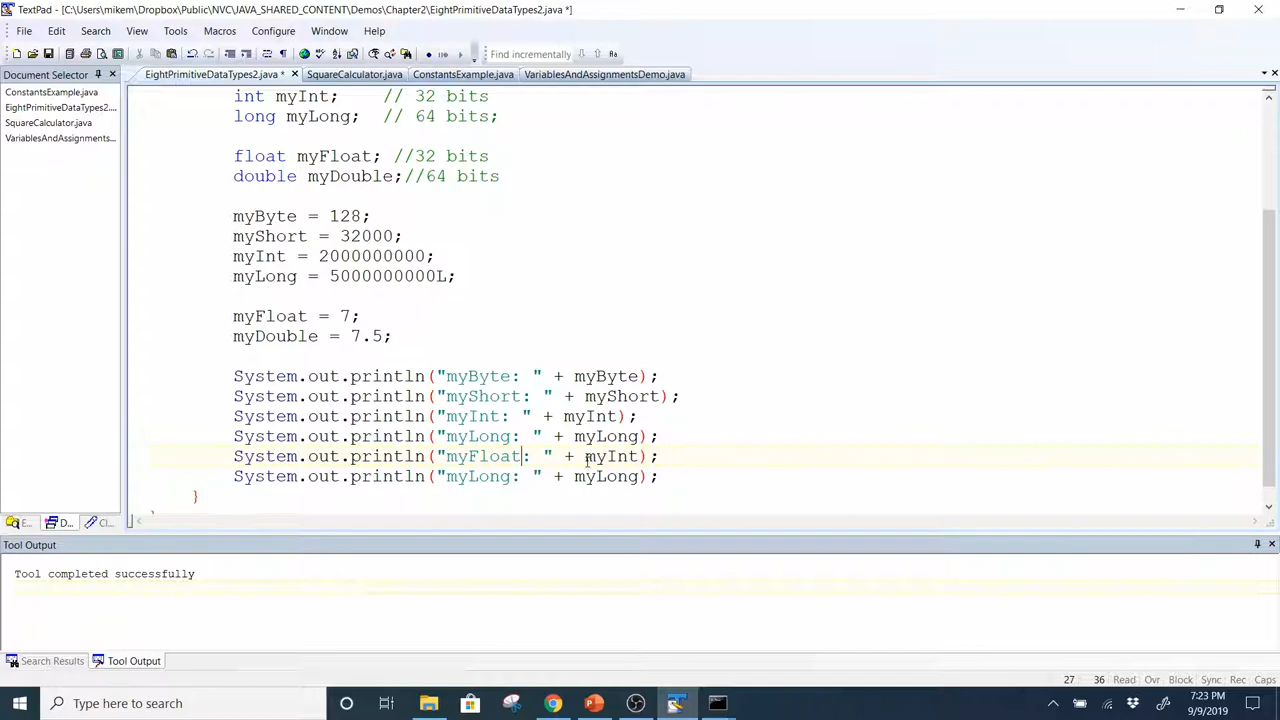 TextPad - [C:\Users\mikem\Dropbox\Public\NVC\JAVA_SHARED_CONTENT\Demos\Chapter2\EightPrimitiveDataTypes2.java *]
File Edit Search View Tools Macros Configure Window Help
Find incrementally
Document Selector
EightPrimitiveDataTypes2.java * SquareCalculator.java ConstantsExample.java VariablesAndAssignmentsDemo.java
ConstantsExample.java
EightPrimitiveDataTypes2....
SquareCalculator.java
VariablesAndAssignments...
int myInt; // 32 bits
long myLong; // 64 bits;
float myFloat; //32 bits
double myDouble;//64 bits
myByte = 128;
myShort = 32000;
myInt = 2000000000;
myLong = 5000000000L;
myFloat = 7;
myDouble = 7.5;
System.out.println("myByte: " + myByte);
System.out.println("myShort: " + myShort);
System.out.println("myInt: " + myInt);
System.out.println("myLong: " + myLong);
System.out.println("myFloat: " + myInt);
System.out.println("myLong: " + myLong);
}
E... D... Cl...
Tool Output
Tool completed successfully
Search Results Tool Output
27 36 Read Ovr Block Sync Rec Caps
Type here to search
7:23 PM
9/9/2019